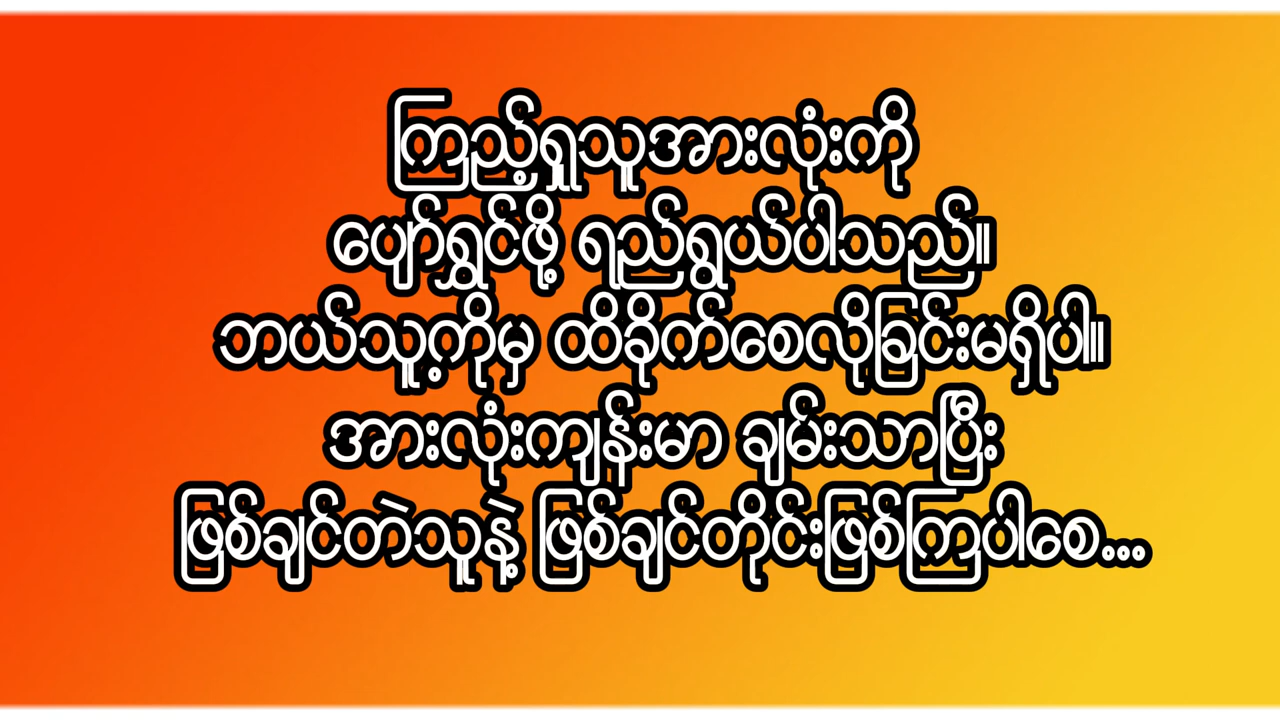 ကြည့်ရှုသူအားလုံးကို
ပျော်ရွှင်ဖို့ ရည်ရွယ်ပါသည်။
ဘယ်သူ့ကိုမှ ထိခိုက်စေလိုခြင်းမရှိပါ။
အားလုံးကျန်းမာ ချမ်းသာပြီး
ဖြစ်ချင်တဲသူနဲ့ ဖြစ်ချင်တိုင်းဖြစ်ကြပါစေ...